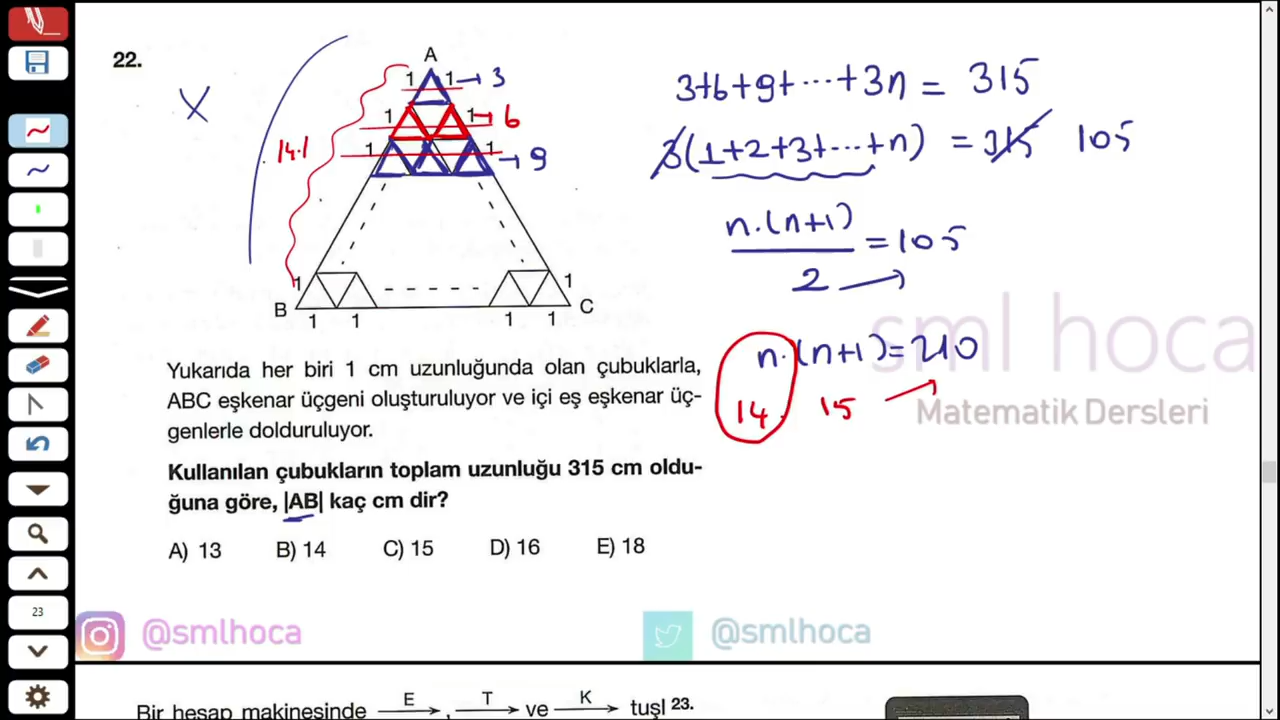 22.
A
1 1 → 3
1 1 → 6
1 1 → 9
14.1
X
1 1
B C
1 1 1 1
3+6+9+...+3n = 315
3(1+2+3+...+n) = 315 105
n.(n+1)
= 105
2
n.(n+1)=210
14. 15
sml hoca
Matematik Dersleri
Yukarıda her biri 1 cm uzunluğunda olan çubuklarla,
ABC eşkenar üçgeni oluşturuluyor ve içi eş eşkenar üç-
genlerle dolduruluyor.
Kullanılan çubukların toplam uzunluğu 315 cm oldu-
ğuna göre, |AB| kaç cm dir?
A) 13 B) 14 C) 15 D) 16 E) 18
@smlhoca @smlhoca
23
Bir hesap makinesinde E→, T→ ve K→ tuşl 23.